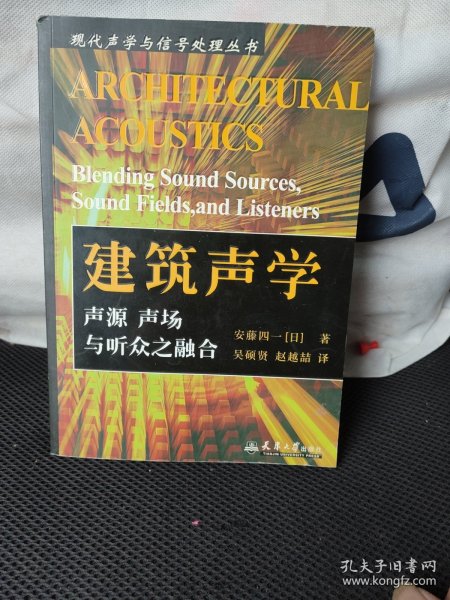 现代声学与信号处理丛书
ARCHITECTURAL
ACOUSTICS
Blending Sound Sources,
Sound Fields,and Listeners
建筑声学
声源 声场
与听众之融合
安藤四一[日] 著
吴硕贤 赵越喆 译
天津大学出版社
TIANJIN UNIVERSITY PRESS
孔夫子旧书网
www.kongfz.com